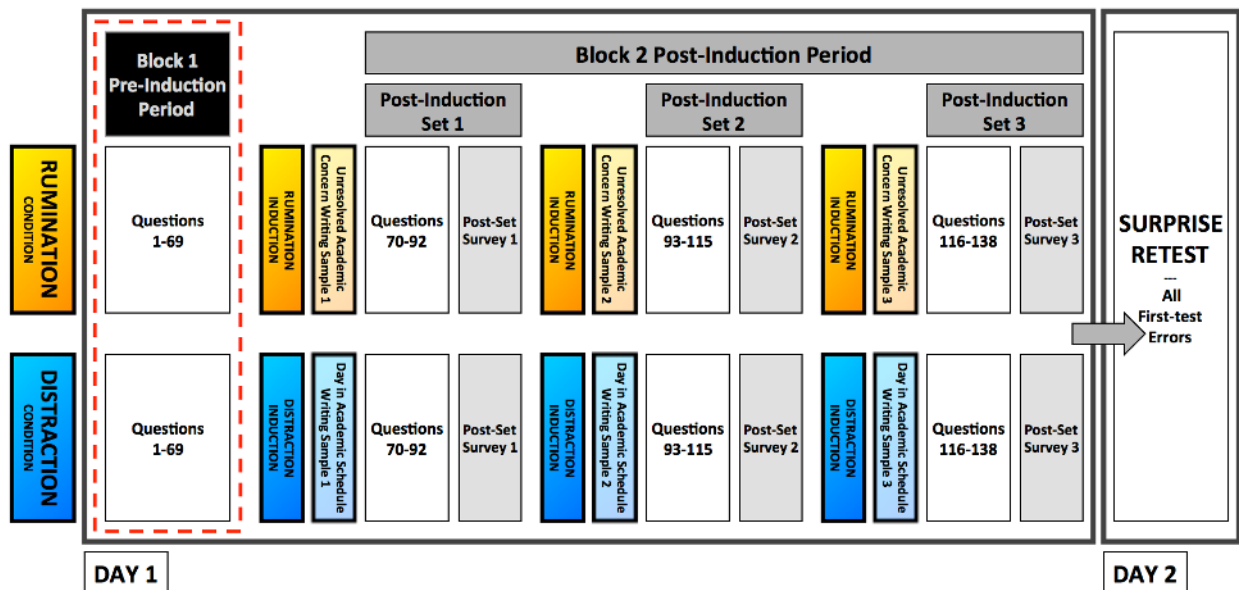 Block 1
Pre-Induction
Period
Block 2 Post-Induction Period
Post-Induction
Set 1
Post-Induction
Set 2
Post-Induction
Set 3
RUMINATION
CONDITION
Questions
1-69
RUMINATION
INDUCTION
Unresolved Academic
Concern Writing Sample 1
Questions
70-92
Post-Set
Survey 1
RUMINATION
INDUCTION
Unresolved Academic
Concern Writing Sample 2
Questions
93-115
Post-Set
Survey 2
RUMINATION
INDUCTION
Unresolved Academic
Concern Writing Sample 3
Questions
116-138
Post-Set
Survey 3
DISTRACTION
CONDITION
Questions
1-69
DISTRACTION
INDUCTION
Day in Academic Schedule
Writing Sample 1
Questions
70-92
Post-Set
Survey 1
DISTRACTION
INDUCTION
Day in Academic Schedule
Writing Sample 2
Questions
93-115
Post-Set
Survey 2
DISTRACTION
INDUCTION
Day in Academic Schedule
Writing Sample 3
Questions
116-138
Post-Set
Survey 3
SURPRISE
RETEST
---
All
First-test
Errors
DAY 1
DAY 2